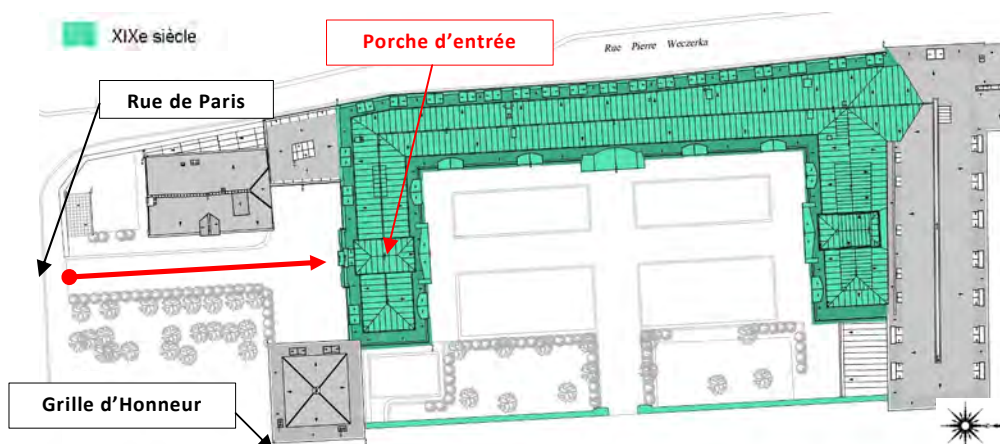 XIXe siècle
Porche d'entrée
Rue Pierre Weczerka
Rue de Paris
Grille d'Honneur